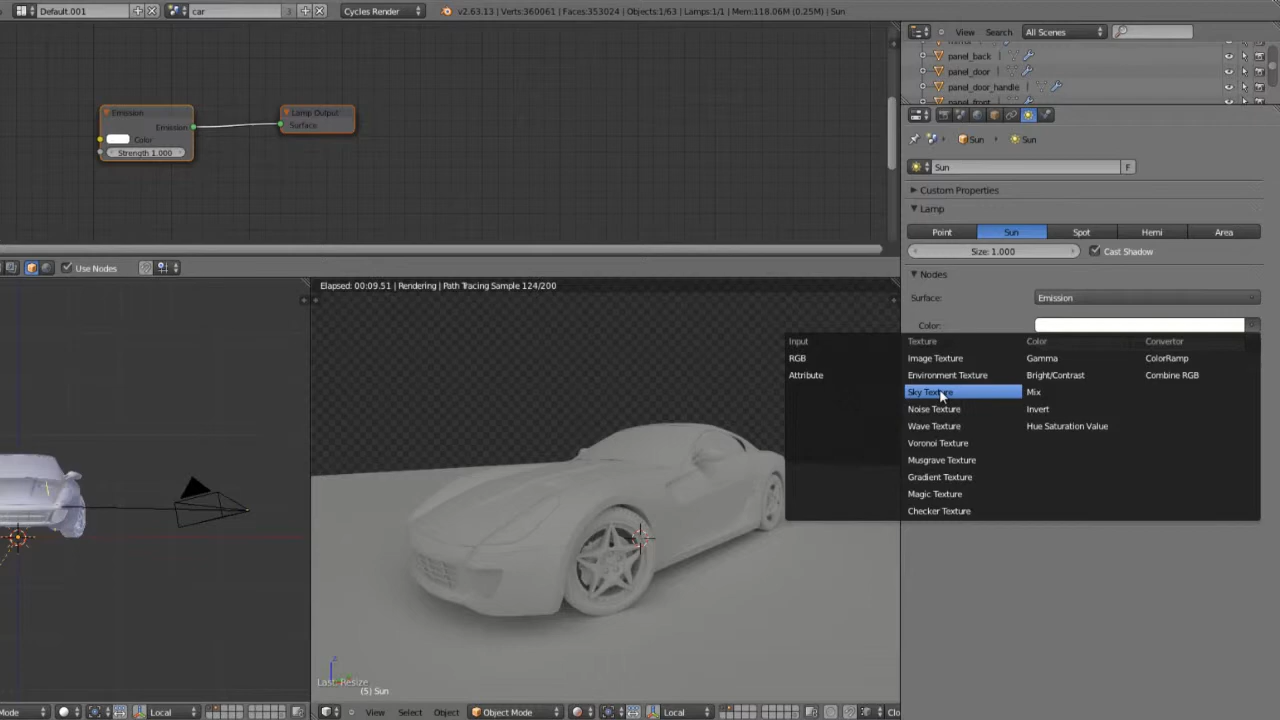 Default.001
car
3
Cycles Render
v2.63.13 | Verts:360061 | Faces:353024 | Objects:1/63 | Lamps:1/1 | Mem:118.06M (0.25M) | Sun
View
Search
All Scenes
panel_back
panel_door
panel_door_handle
panel_front
Emission
Emission
Color
Strength 1.000
Lamp Output
Surface
Sun
Sun
Sun
F
Custom Properties
Lamp
Point
Sun
Spot
Hemi
Area
Size: 1.000
Cast Shadow
Nodes
Surface:
Emission
Color:
Use Nodes
Elapsed: 00:09.51 | Rendering | Path Tracing Sample 124/200
Input
RGB
Attribute
Texture
Image Texture
Environment Texture
Sky Texture
Noise Texture
Wave Texture
Voronoi Texture
Musgrave Texture
Gradient Texture
Magic Texture
Checker Texture
Color
Gamma
Bright/Contrast
Mix
Invert
Hue Saturation Value
Convertor
ColorRamp
Combine RGB
z
Last: Resize
(5) Sun
Mode
Local
View
Select
Object
Object Mode
Local
Clo